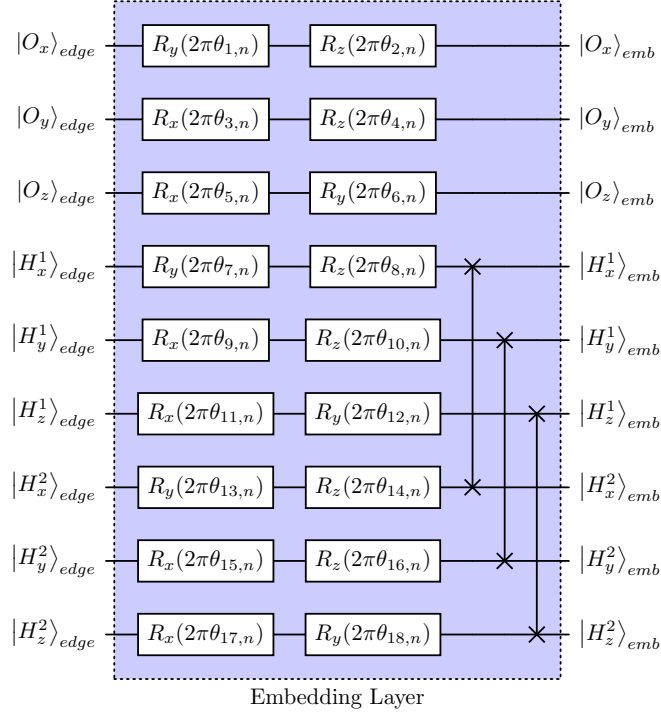 |O_x⟩_edge R_y(2πθ_{1,n}) R_z(2πθ_{2,n}) |O_x⟩_emb
|O_y⟩_edge R_x(2πθ_{3,n}) R_z(2πθ_{4,n}) |O_y⟩_emb
|O_z⟩_edge R_x(2πθ_{5,n}) R_y(2πθ_{6,n}) |O_z⟩_emb
|H_x^1⟩_edge R_y(2πθ_{7,n}) R_z(2πθ_{8,n}) |H_x^1⟩_emb
|H_y^1⟩_edge R_x(2πθ_{9,n}) R_z(2πθ_{10,n}) |H_y^1⟩_emb
|H_z^1⟩_edge R_x(2πθ_{11,n}) R_y(2πθ_{12,n}) |H_z^1⟩_emb
|H_x^2⟩_edge R_y(2πθ_{13,n}) R_z(2πθ_{14,n}) |H_x^2⟩_emb
|H_y^2⟩_edge R_x(2πθ_{15,n}) R_z(2πθ_{16,n}) |H_y^2⟩_emb
|H_z^2⟩_edge R_x(2πθ_{17,n}) R_y(2πθ_{18,n}) |H_z^2⟩_emb
Embedding Layer